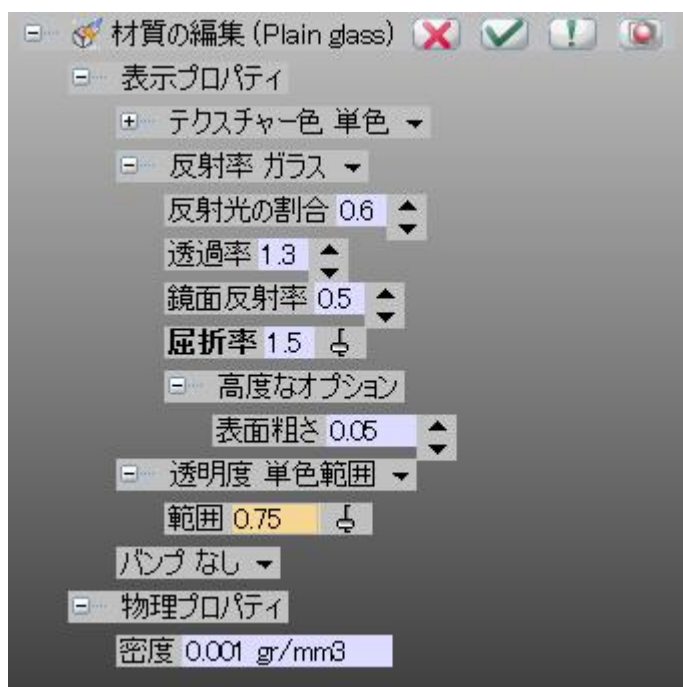 材質の編集 (Plain glass)
表示プロパティ
テクスチャー色 単色
反射率 ガラス
反射光の割合 0.6
透過率 1.3
鏡面反射率 0.5
屈折率 1.5
高度なオプション
表面粗さ 0.05
透明度 単色範囲
範囲 0.75
バンプ なし
物理プロパティ
密度 0.001 gr/mm3